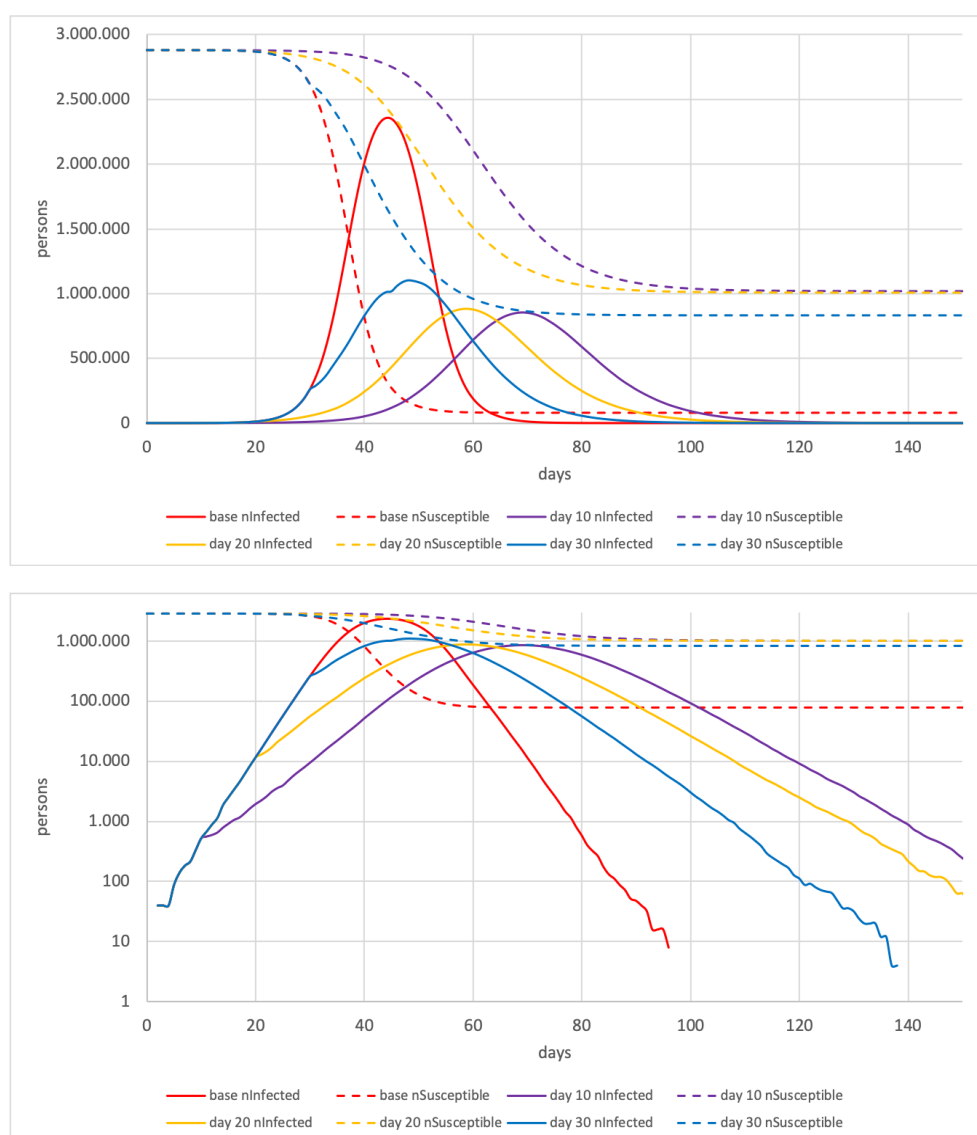 3.000.000
2.500.000
2.000.000
1.500.000
1.000.000
500.000
0
persons
0 20 40 60 80 100 120 140
days
base nInfected base nSusceptible day 10 nInfected day 10 nSusceptible
day 20 nInfected day 20 nSusceptible day 30 nInfected day 30 nSusceptible
1.000.000
100.000
10.000
1.000
100
10
1
persons
0 20 40 60 80 100 120 140
days
base nInfected base nSusceptible day 10 nInfected day 10 nSusceptible
day 20 nInfected day 20 nSusceptible day 30 nInfected day 30 nSusceptible